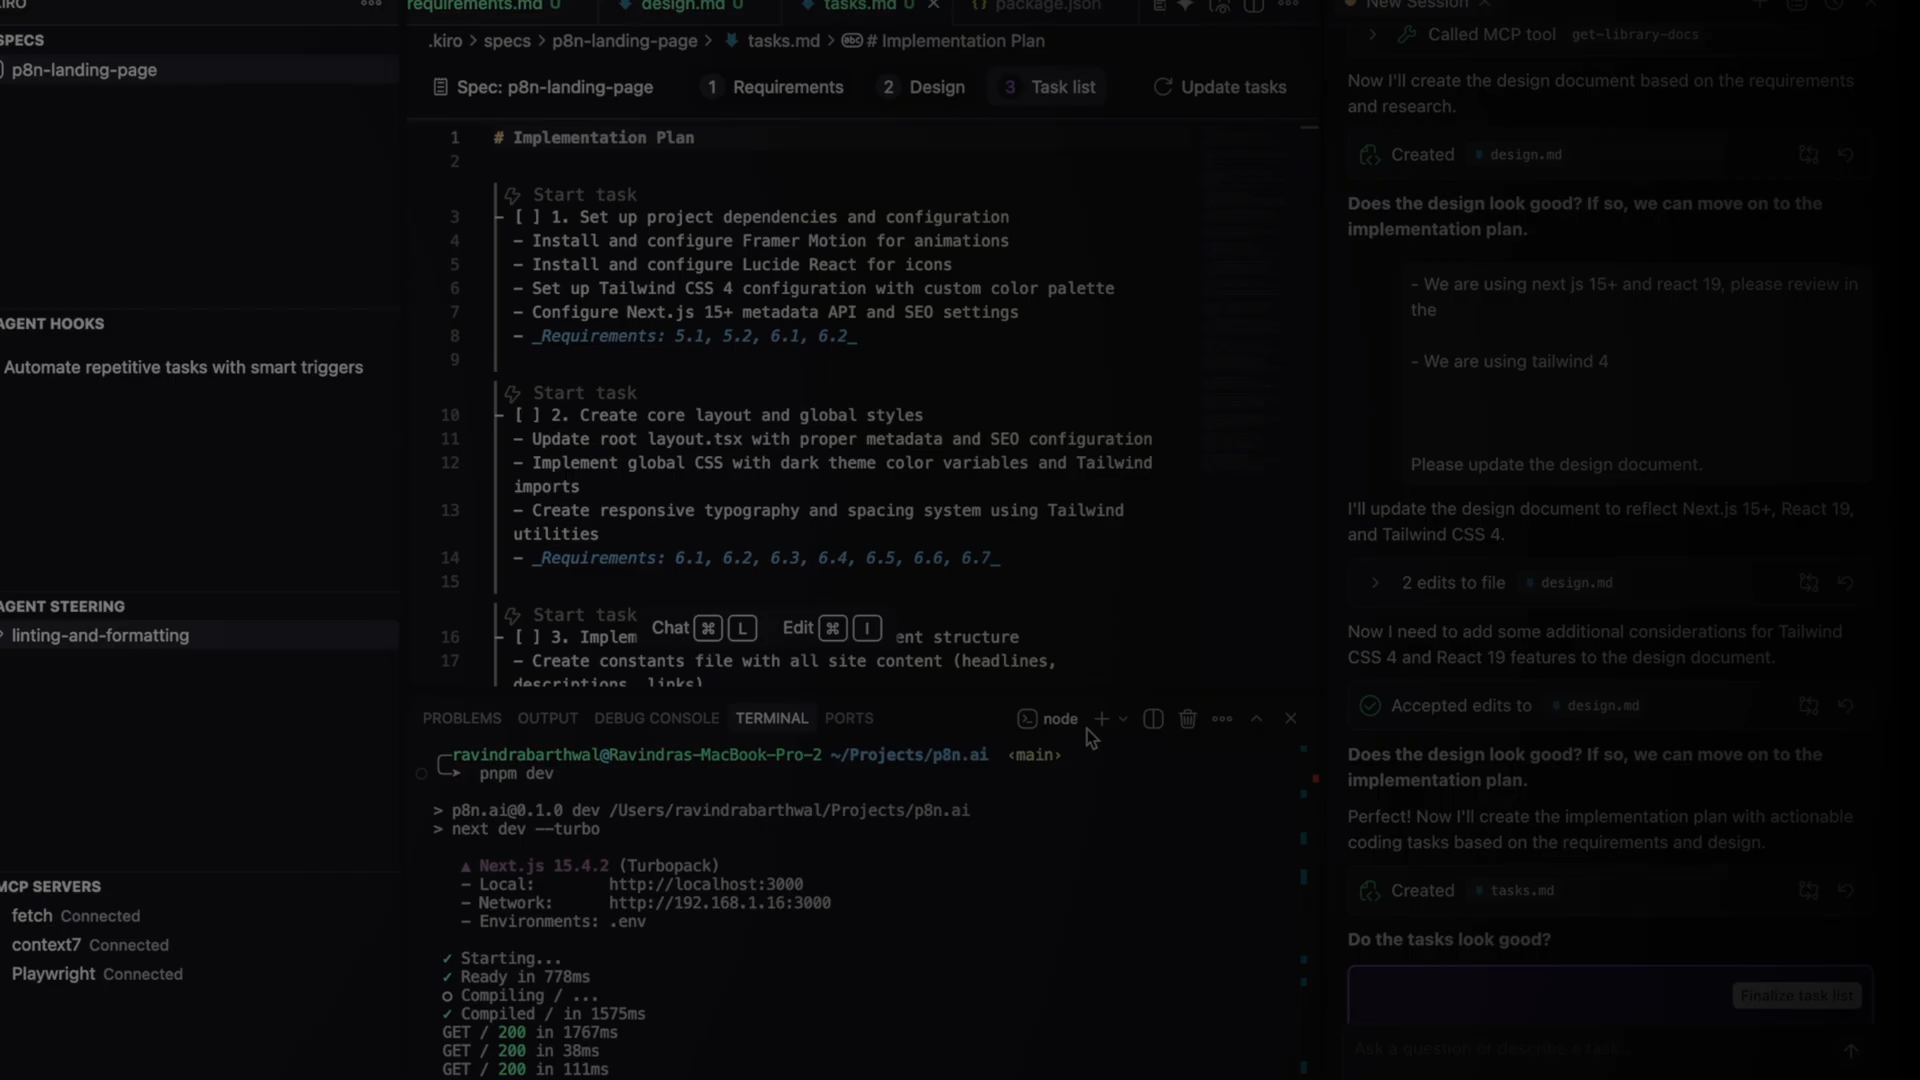 KIRO
SPECS
p8n-landing-page
AGENT HOOKS
Automate repetitive tasks with smart triggers
AGENT STEERING
linting-and-formatting
MCP SERVERS
fetch Connected
context7 Connected
Playwright Connected
requirements.md U
design.md U
tasks.md U
package.json
.kiro > specs > p8n-landing-page > tasks.md > # Implementation Plan
Spec: p8n-landing-page
1 Requirements
2 Design
3 Task list
Update tasks
1 # Implementation Plan
2
Start task
3 - [ ] 1. Set up project dependencies and configuration
4 - Install and configure Framer Motion for animations
5 - Install and configure Lucide React for icons
6 - Set up Tailwind CSS 4 configuration with custom color palette
7 - Configure Next.js 15+ metadata API and SEO settings
8 - _Requirements: 5.1, 5.2, 6.1, 6.2_
9
Start task
10 - [ ] 2. Create core layout and global styles
11 - Update root layout.tsx with proper metadata and SEO configuration
12 - Implement global CSS with dark theme color variables and Tailwind
imports
13 - Create responsive typography and spacing system using Tailwind
utilities
14 - _Requirements: 6.1, 6.2, 6.3, 6.4, 6.5, 6.6, 6.7_
15
Start task
Chat ⌘ L Edit ⌘ I
16 - [ ] 3. Implem ent structure
17 - Create constants file with all site content (headlines,
descriptions, links)
PROBLEMS OUTPUT DEBUG CONSOLE TERMINAL PORTS
node
ravindrabarthwal@Ravindras-MacBook-Pro-2 ~/Projects/p8n.ai ‹main›
pnpm dev
> p8n.ai@0.1.0 dev /Users/ravindrabarthwal/Projects/p8n.ai
> next dev --turbo
▲ Next.js 15.4.2 (Turbopack)
- Local: http://localhost:3000
- Network: http://192.168.1.16:3000
- Environments: .env
✓ Starting...
✓ Ready in 778ms
○ Compiling / ...
✓ Compiled / in 1575ms
GET / 200 in 1767ms
GET / 200 in 38ms
GET / 200 in 111ms
New Session
Called MCP tool get-library-docs
Now I'll create the design document based on the requirements
and research.
Created design.md
Does the design look good? If so, we can move on to the
implementation plan.
- We are using next js 15+ and react 19, please review in
the
- We are using tailwind 4
Please update the design document.
I'll update the design document to reflect Next.js 15+, React 19,
and Tailwind CSS 4.
2 edits to file design.md
Now I need to add some additional considerations for Tailwind
CSS 4 and React 19 features to the design document.
Accepted edits to design.md
Does the design look good? If so, we can move on to the
implementation plan.
Perfect! Now I'll create the implementation plan with actionable
coding tasks based on the requirements and design.
Created tasks.md
Do the tasks look good?
Finalize task list
Ask a question or describe a task...